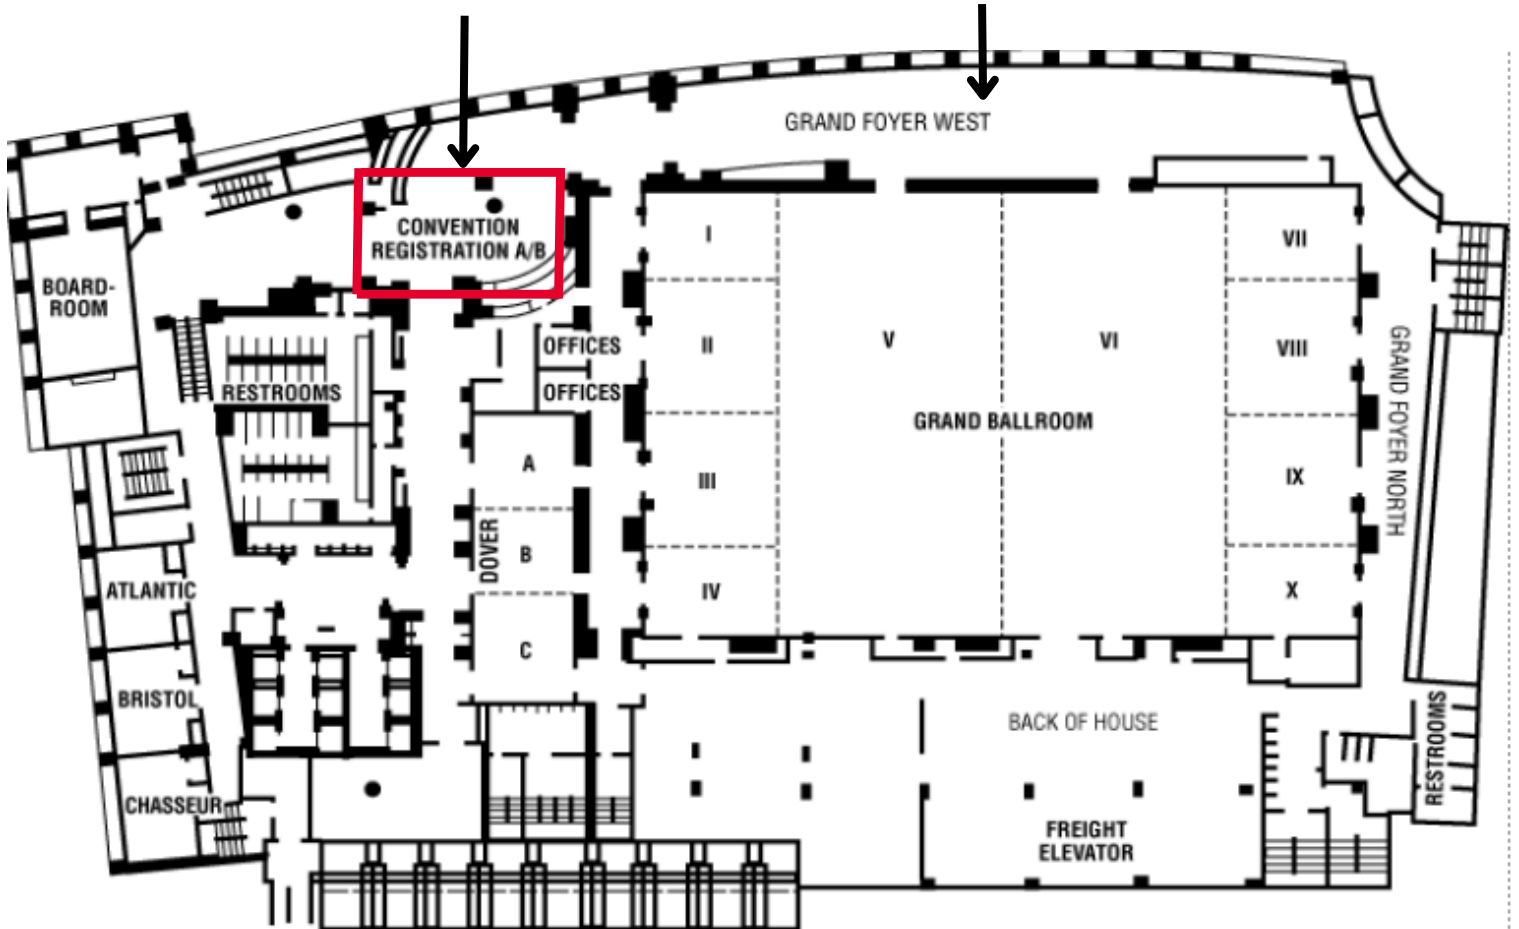 GRAND FOYER WEST
CONVENTION
REGISTRATION A/B
BOARD-
ROOM
I
VII
OFFICES
II
V
VI
VIII
GRAND FOYER NORTH
RESTROOMS
OFFICES
GRAND BALLROOM
A
III
IX
DOVER
B
ATLANTIC
IV
X
C
BRISTOL
BACK OF HOUSE
RESTROOMS
CHASSEUR
FREIGHT
ELEVATOR